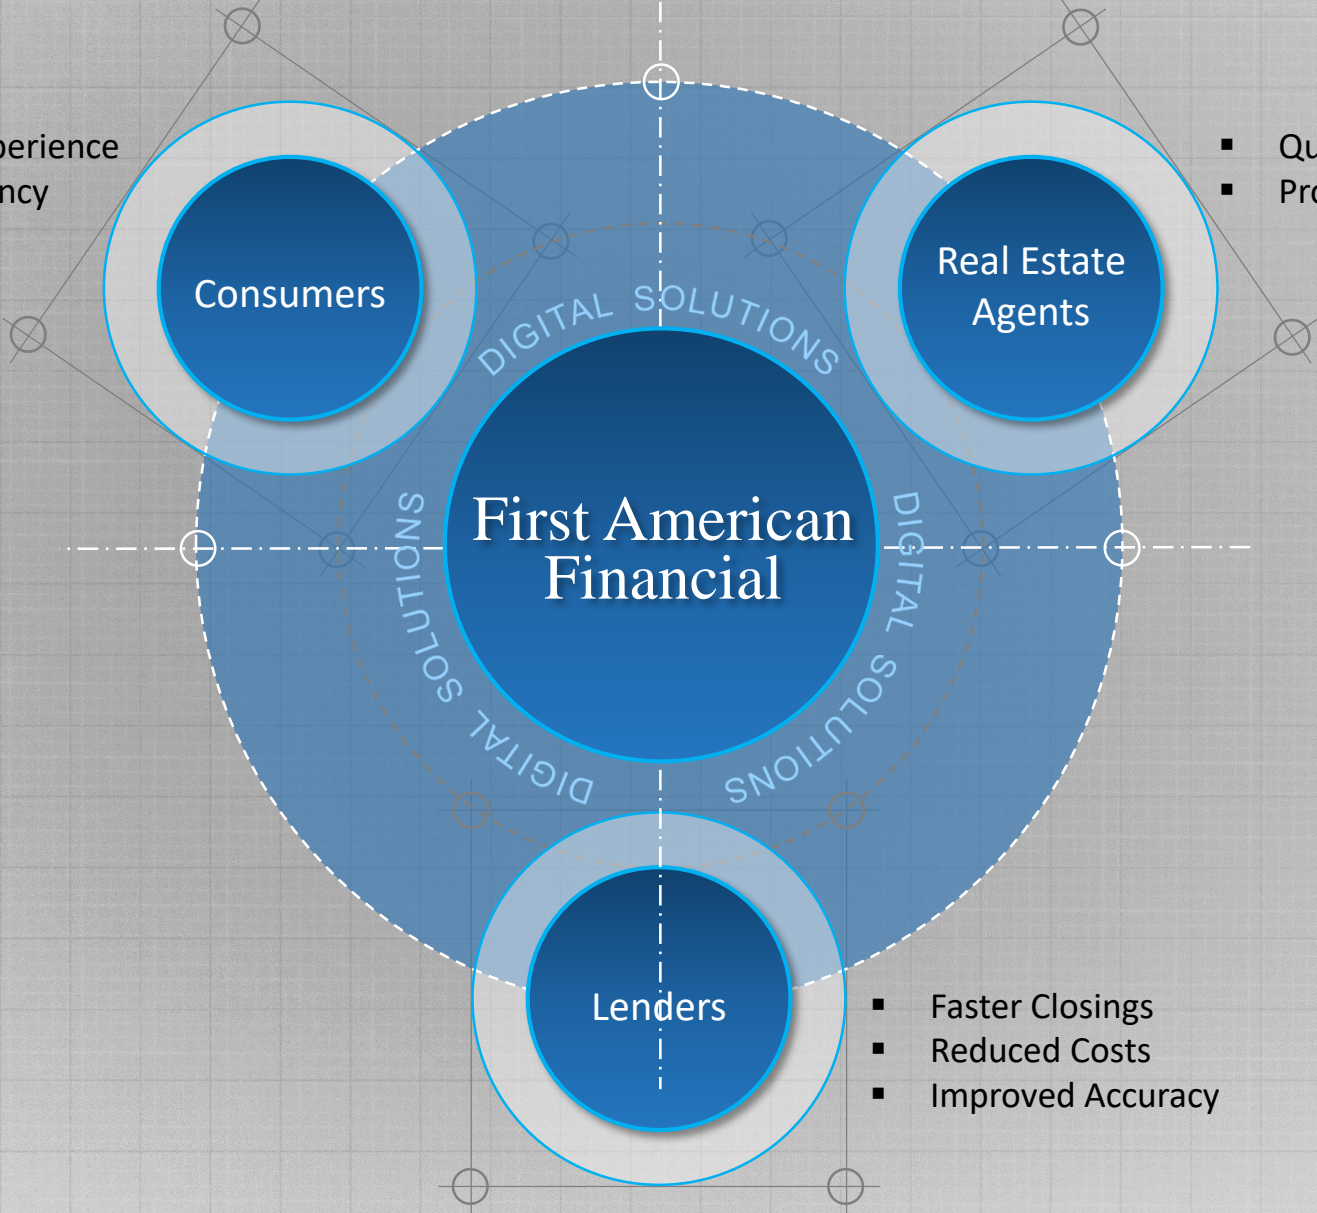 Consumers
Real Estate
Agents
DIGITAL SOLUTIONS
First American
Financial
DIGITAL SOLUTIONS
DIGITAL SOLUTIONS
Lenders
▪ Faster Closings
▪ Reduced Costs
▪ Improved Accuracy